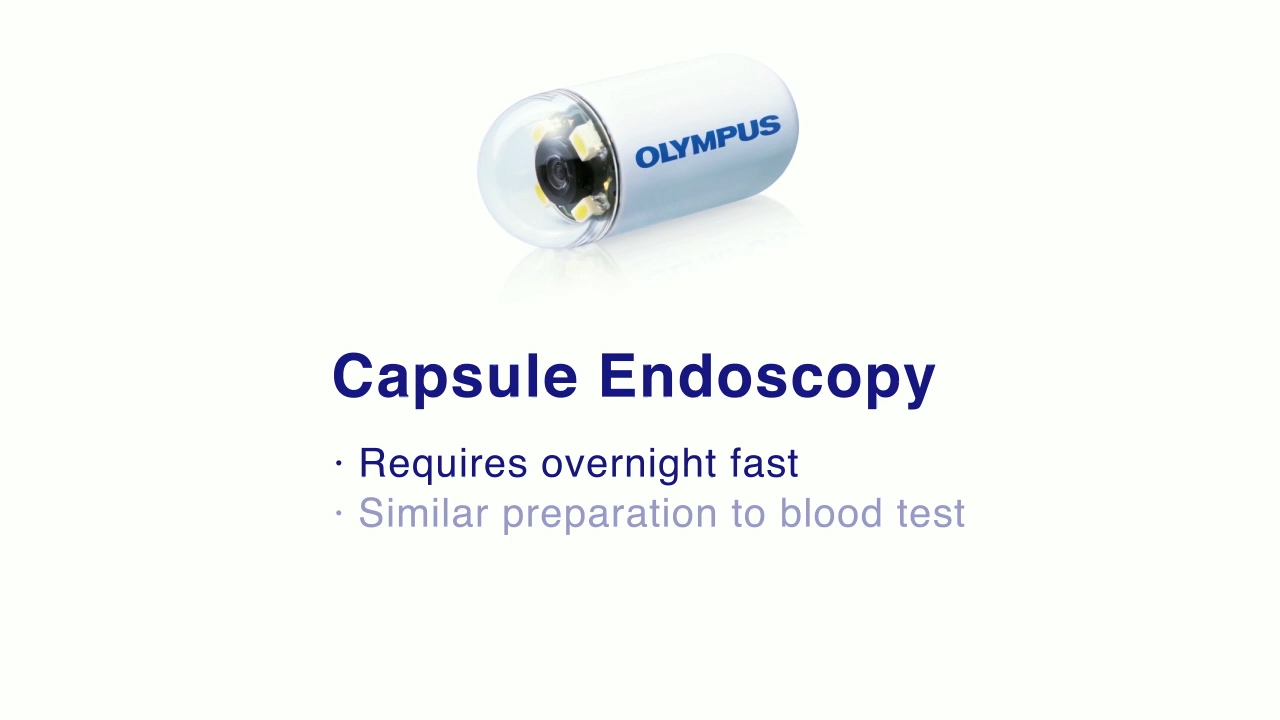 OLYMPUS
Capsule Endoscopy
· Requires overnight fast
· Similar preparation to blood test